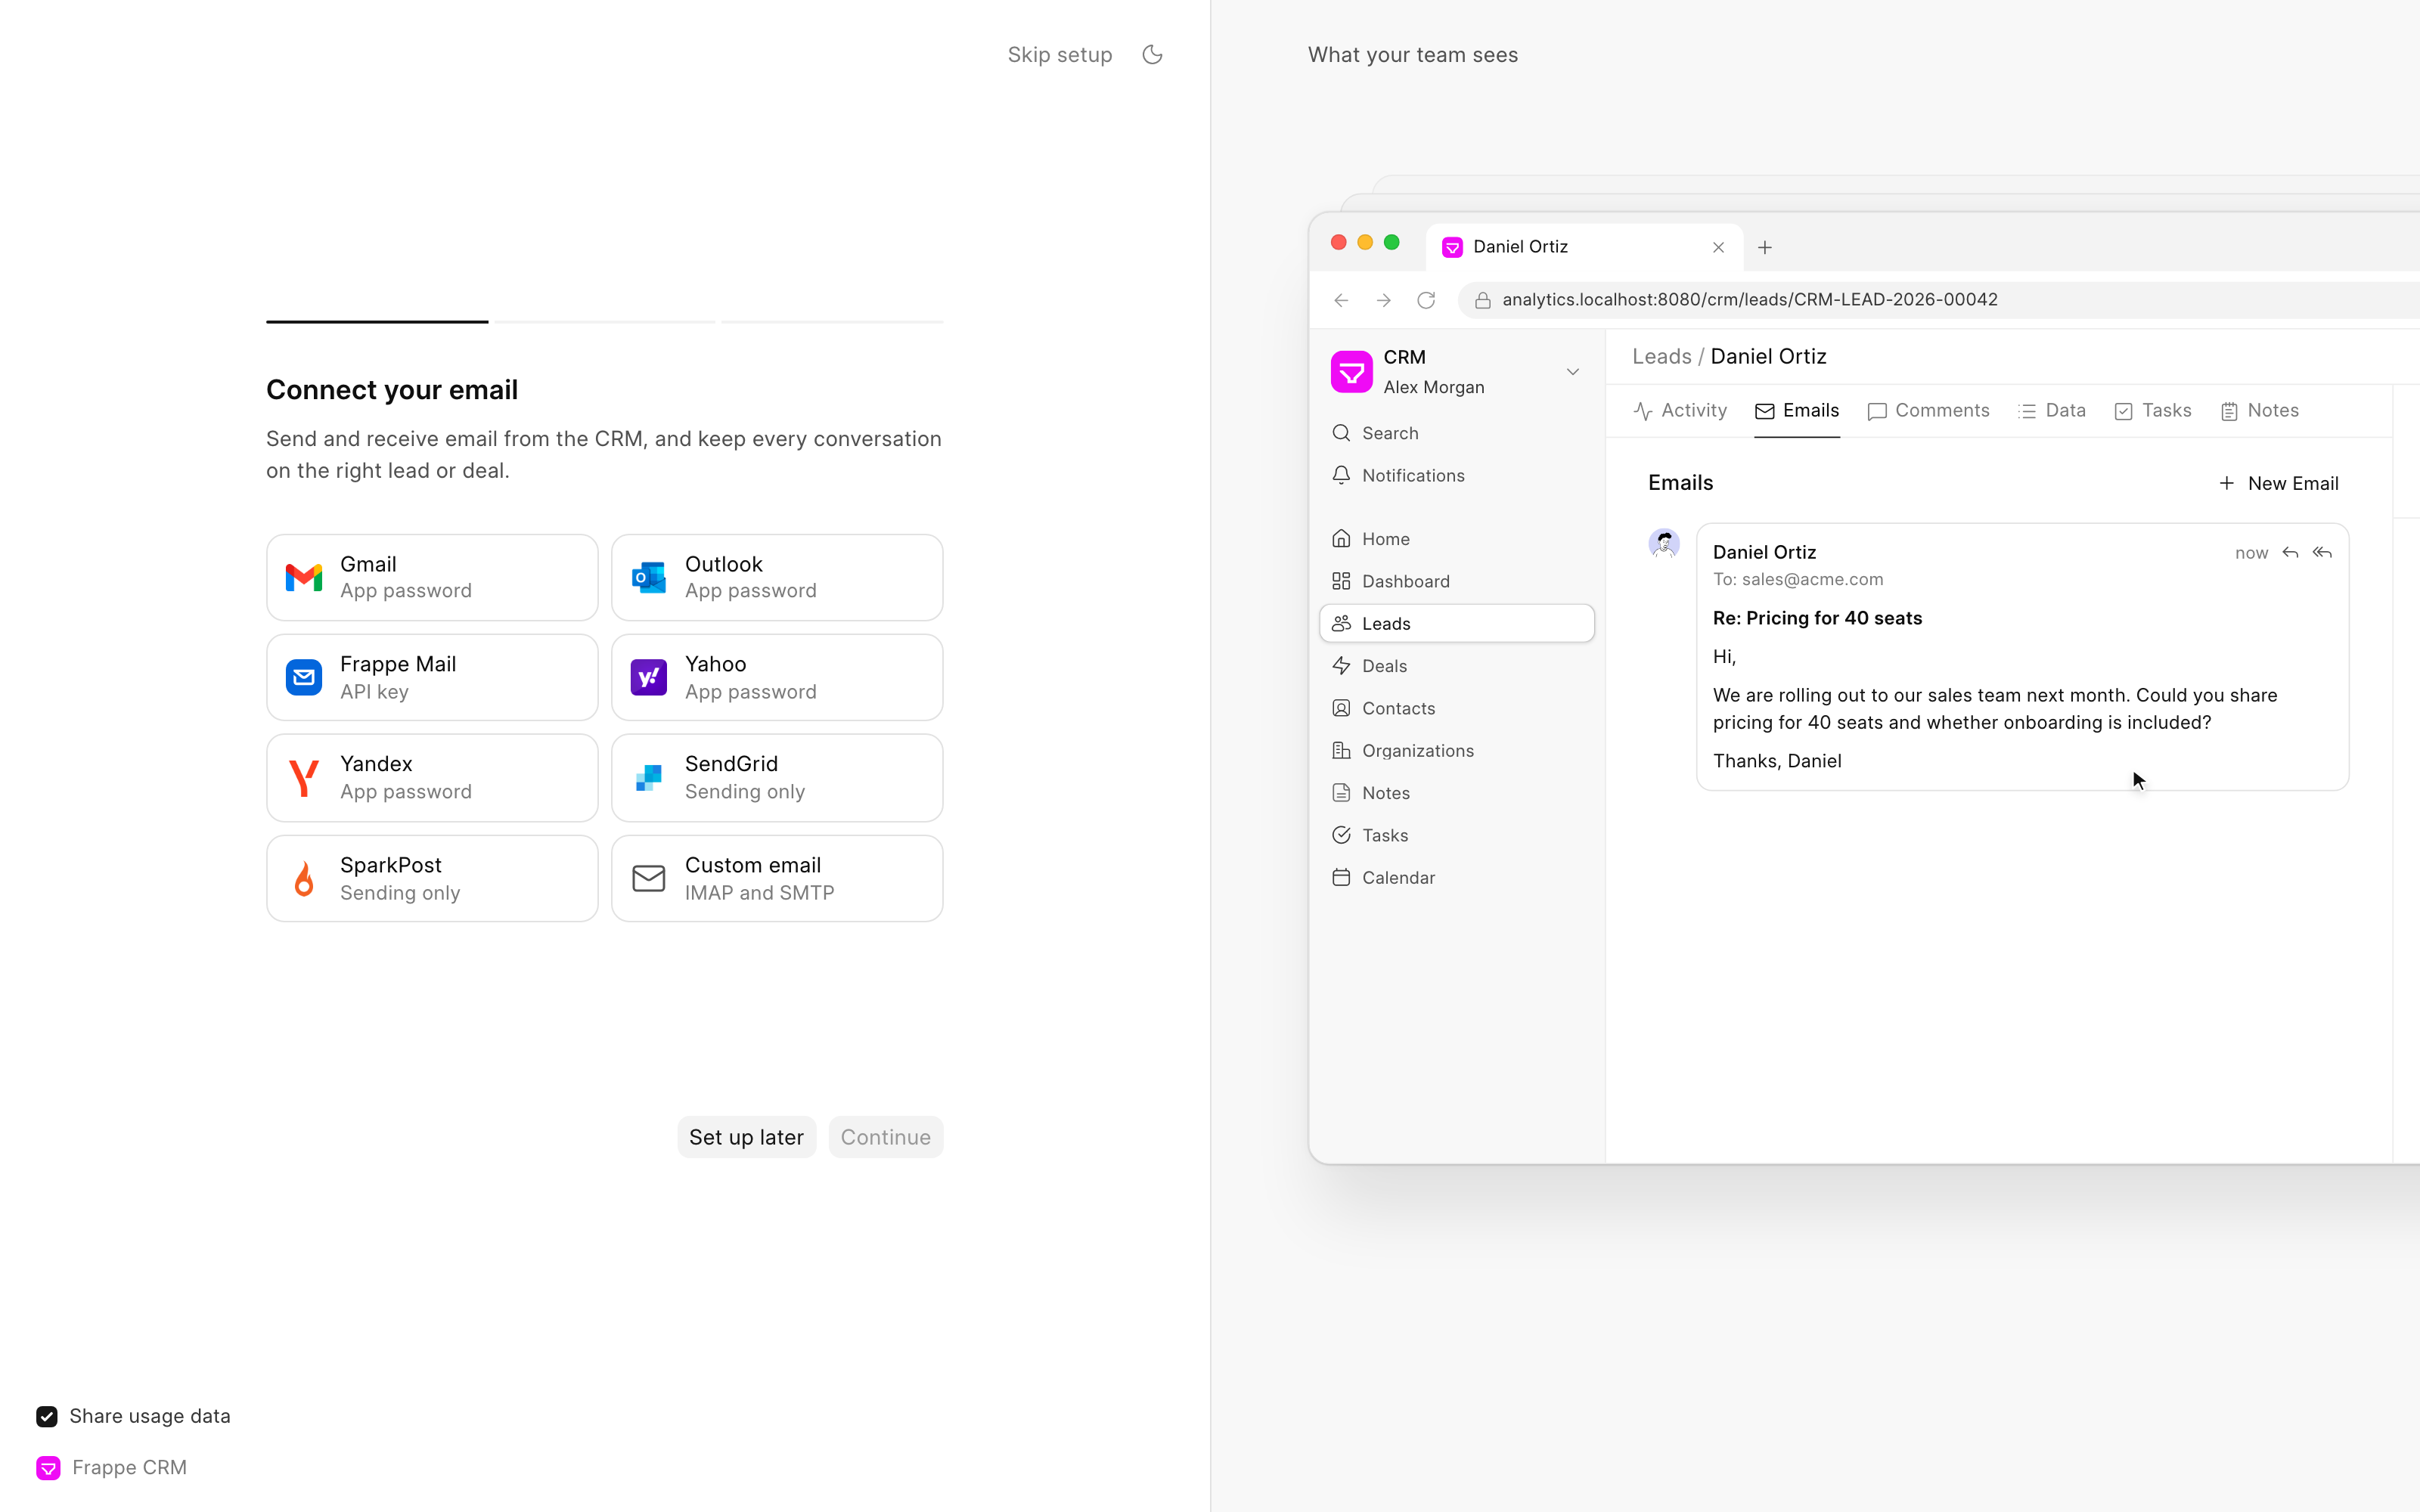 Skip setup
Connect your email
Send and receive email from the CRM, and keep every conversation
on the right lead or deal.
Gmail
App password
Outlook
App password
Frappe Mail
API key
Yahoo
App password
Yandex
App password
SendGrid
Sending only
SparkPost
Sending only
Custom email
IMAP and SMTP
Set up later
Continue
Share usage data
Frappe CRM
What your team sees
Daniel Ortiz
analytics.localhost:8080/crm/leads/CRM-LEAD-2026-00042
CRM
Alex Morgan
Search
Notifications
Home
Dashboard
Leads
Deals
Contacts
Organizations
Notes
Tasks
Calendar
Leads / Daniel Ortiz
Activity
Emails
Comments
Data
Tasks
Notes
Emails
New Email
Daniel Ortiz
now
To: sales@acme.com
Re: Pricing for 40 seats
Hi,
We are rolling out to our sales team next month. Could you share
pricing for 40 seats and whether onboarding is included?
Thanks, Daniel